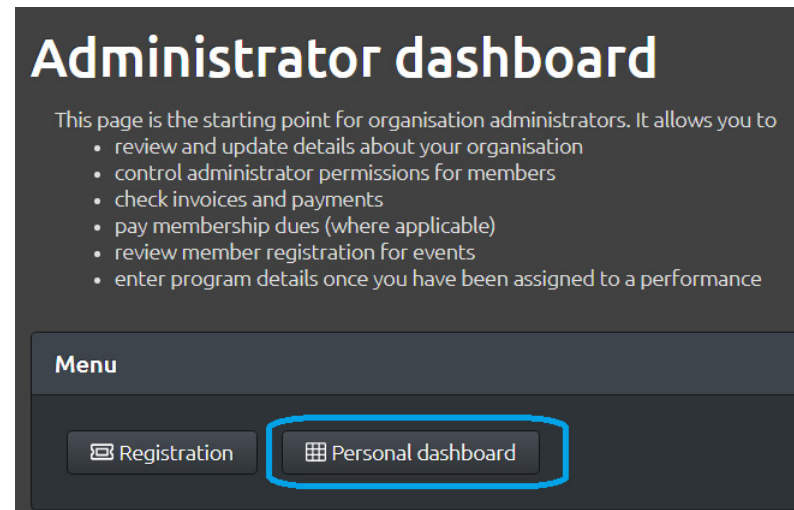 Administrator dashboard
This page is the starting point for organisation administrators. It allows you to
• review and update details about your organisation
• control administrator permissions for members
• check invoices and payments
• pay membership dues (where applicable)
• review member registration for events
• enter program details once you have been assigned to a performance
Menu
Registration Personal dashboard